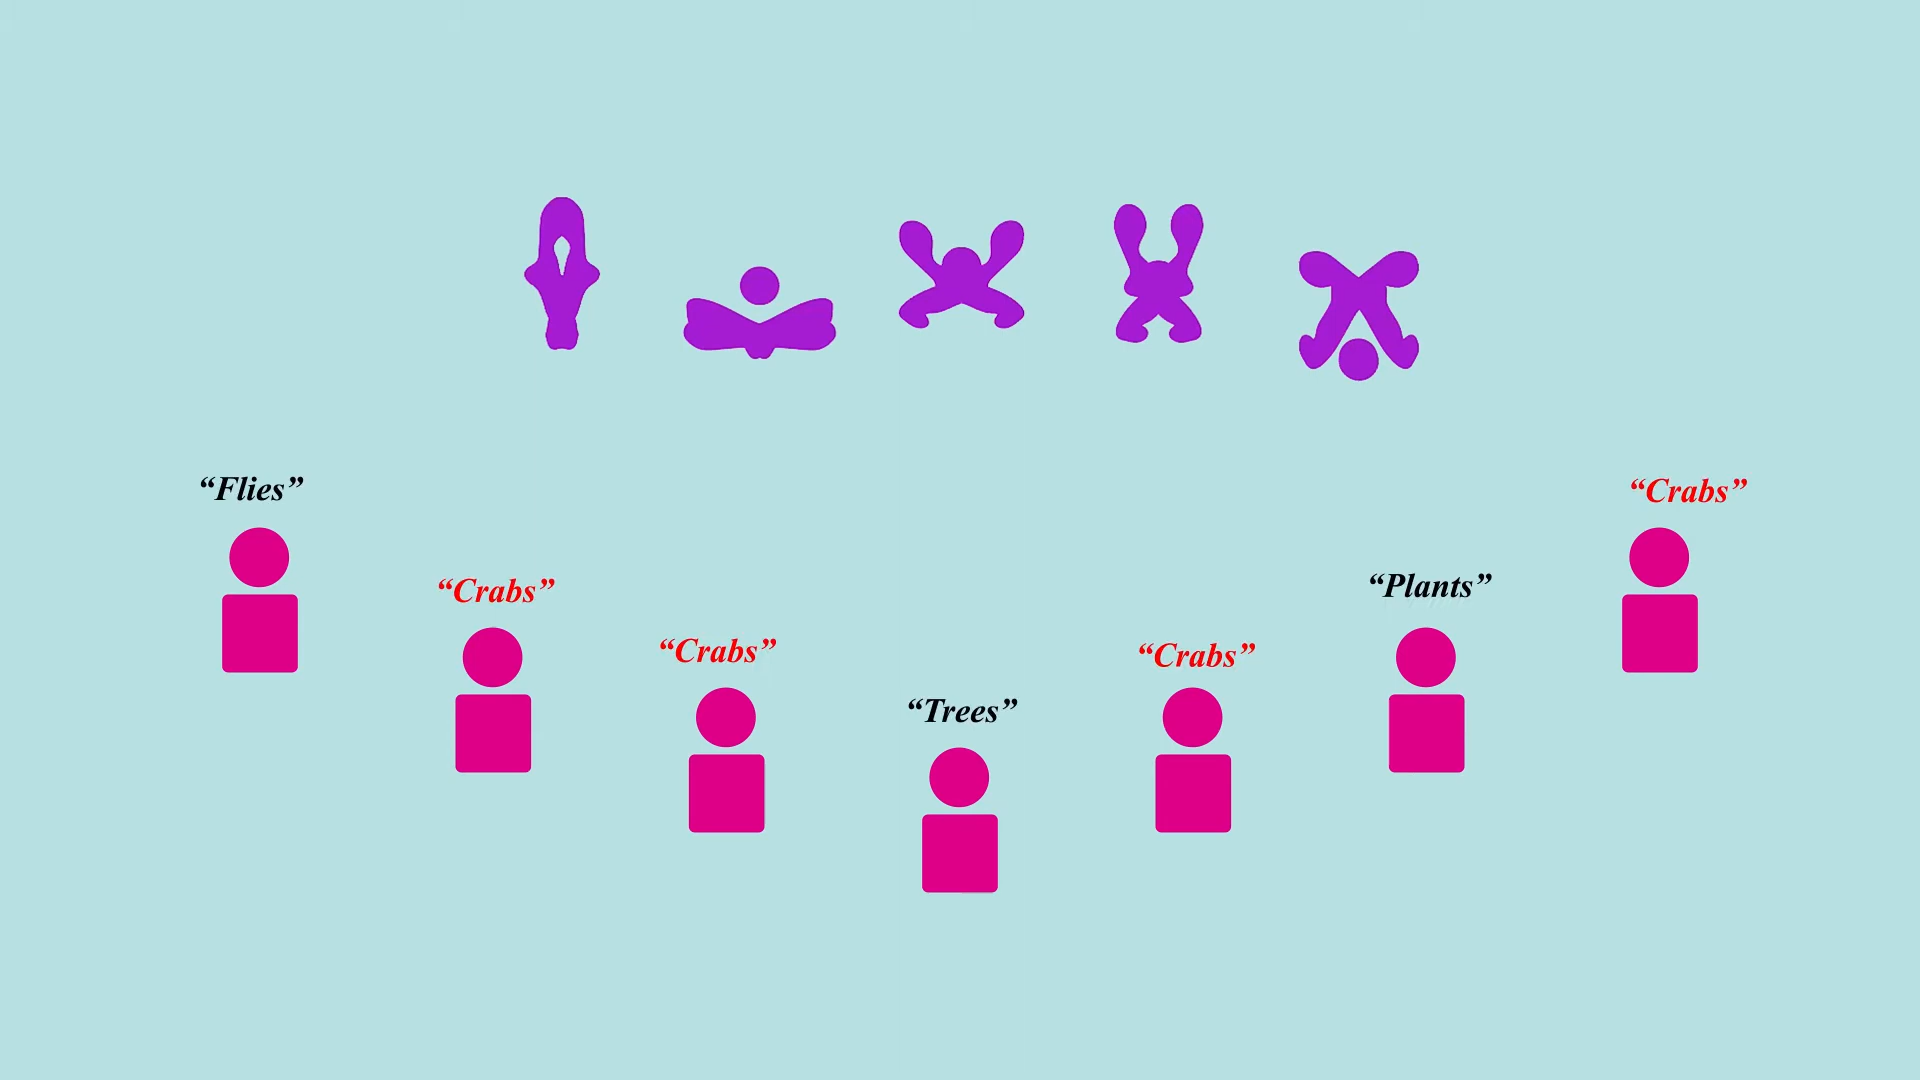 “Flies”
“Crabs”
“Crabs”
“Trees”
“Crabs”
“Plants”
“Crabs”